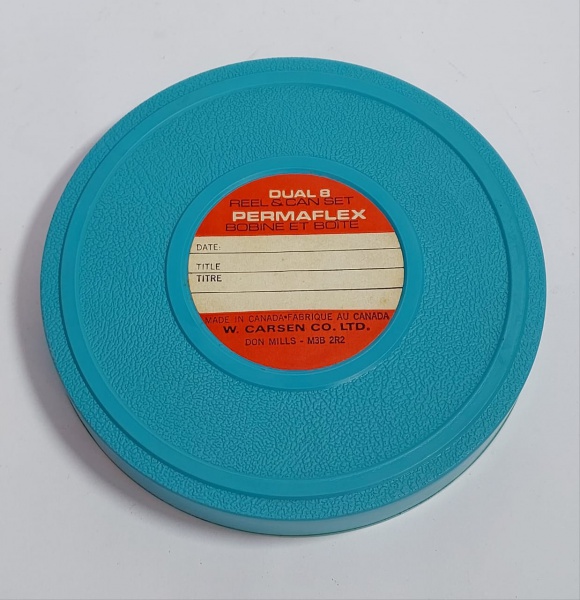 DUAL 8
REEL & CAN SET
PERMAFLEX
BOBINE ET BOITE
DATE:
TITLE
TITRE
MADE IN CANADA•FABRIQUE AU CANADA
W. CARSEN CO. LTD.
DON MILLS - M3B 2R2